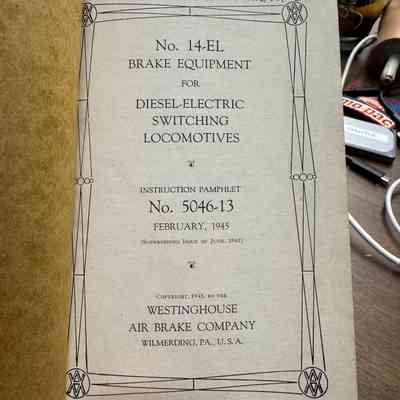 No. 14-EL
BRAKE EQUIPMENT
FOR
DIESEL-ELECTRIC
SWITCHING
LOCOMOTIVES
INSTRUCTION PAMPHLET
No. 5046-13
FEBRUARY, 1945
(Superseding Issue of June, 1942)
Copyright, 1945, by the
WESTINGHOUSE
AIR BRAKE COMPANY
WILMERDING, PA., U.S.A.